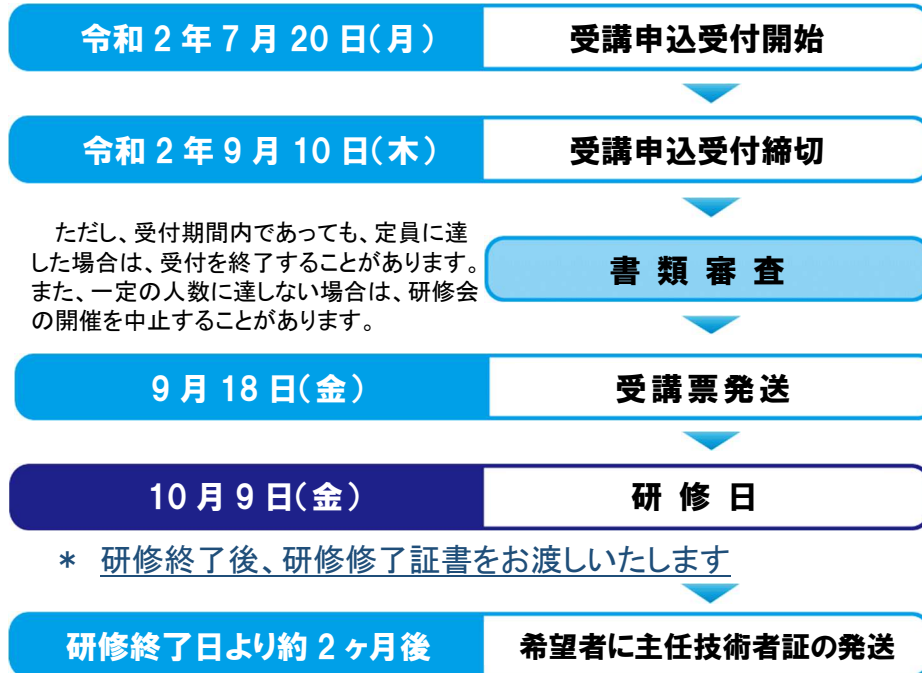 令和 2 年 7 月 20 日(月) 受講申込受付開始
令和 2 年 9 月 10 日(木) 受講申込受付締切
ただし、受付期間内であっても、定員に達
した場合は、受付を終了することがあります。
また、一定の人数に達しない場合は、研修会
の開催を中止することがあります。
書 類 審 査
9 月 18 日(金) 受講票発送
10 月 9 日(金) 研 修 日
* 研修終了後、研修修了証書をお渡しいたします
研修終了日より約 2 ヶ月後 希望者に主任技術者証の発送